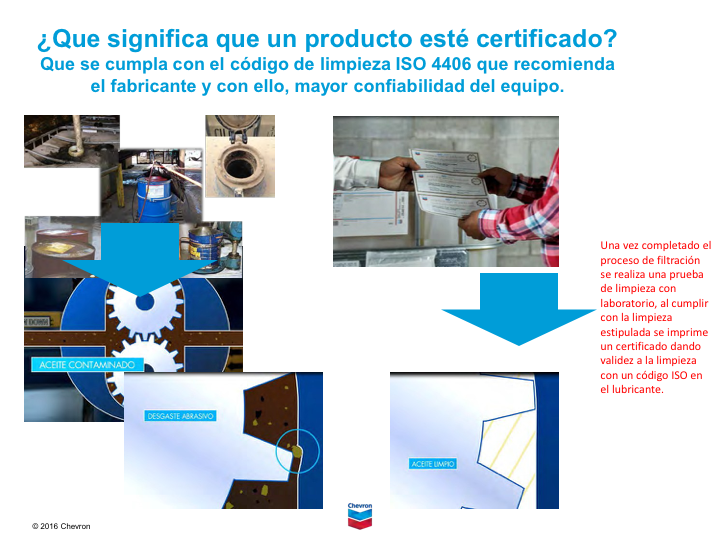 ¿Que significa que un producto esté certificado?
Que se cumpla con el código de limpieza ISO 4406 que recomienda
el fabricante y con ello, mayor confiabilidad del equipo.
Una vez completado el
proceso de filtración
se realiza una prueba
de limpieza con
laboratorio, al cumplir
con la limpieza
estipulada se imprime
un certificado dando
validez a la limpieza
con un código ISO en
el lubricante.
ACEITE CONTAMINADO
DESGASTE ABRASIVO
ACEITE LIMPIO
Chevron
© 2016 Chevron